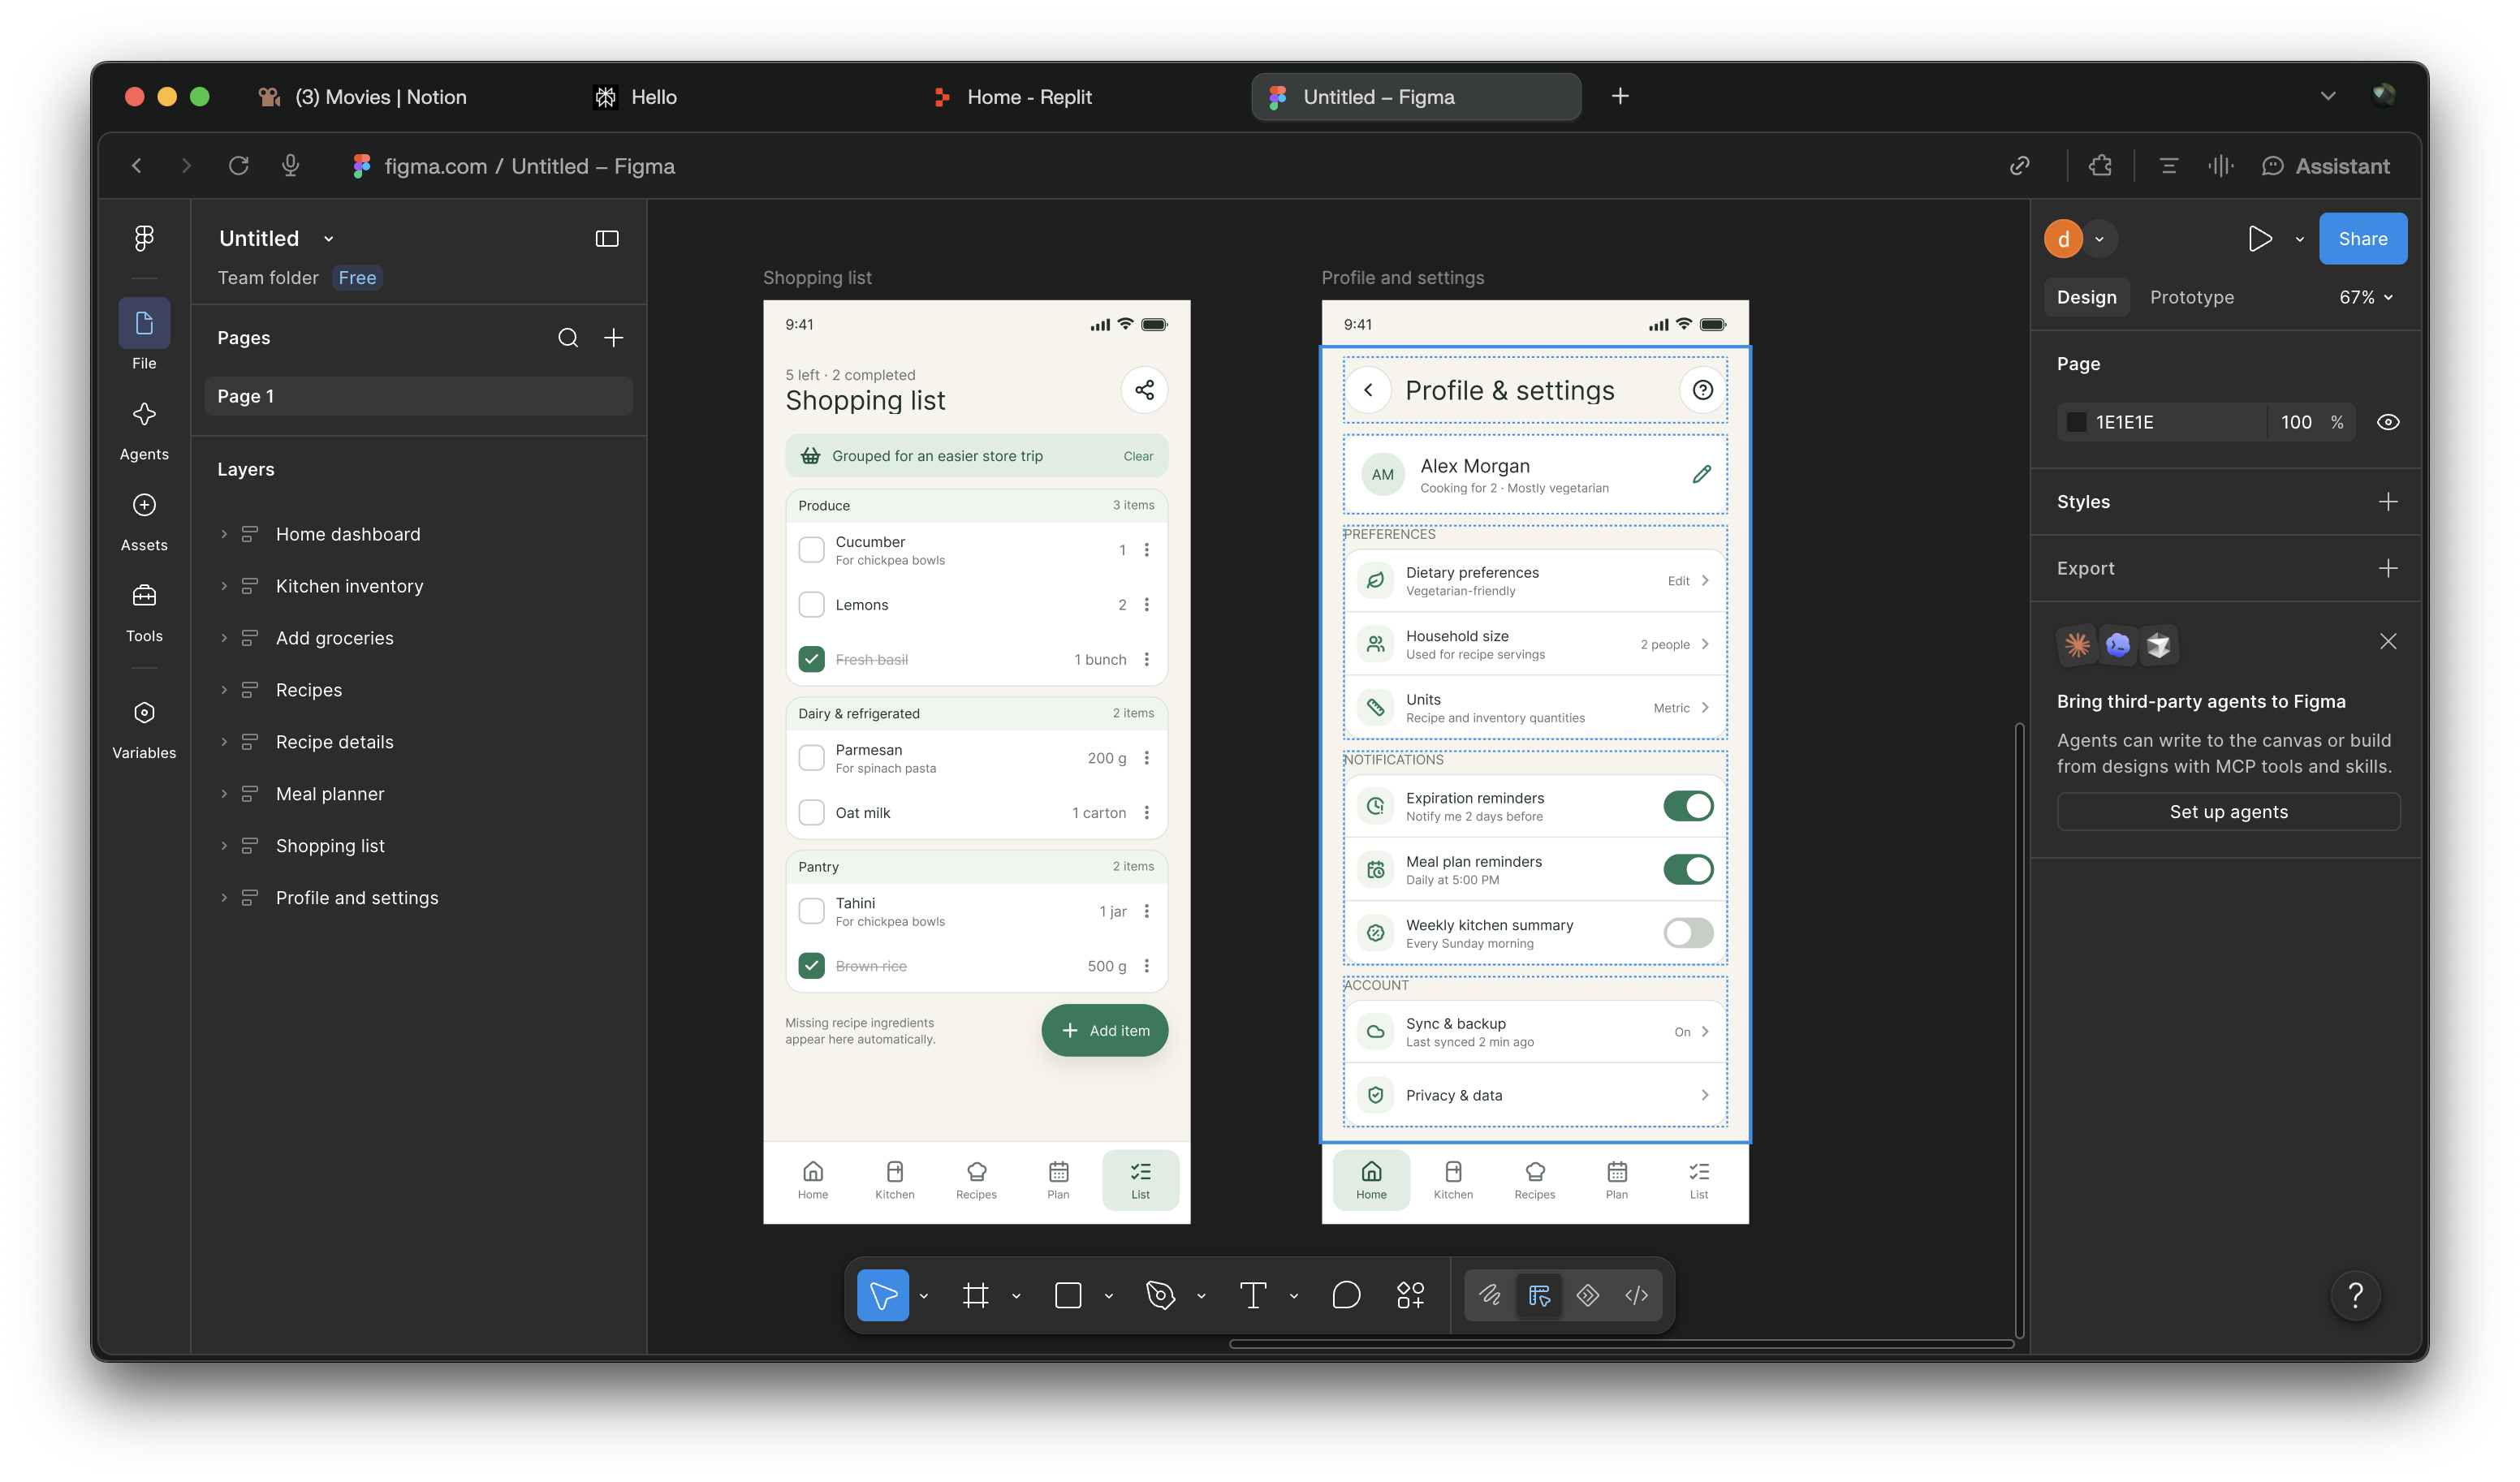 (3) Movies | Notion
Hello
Home - Replit
Untitled – Figma
figma.com / Untitled – Figma
Assistant
File
Agents
Assets
Tools
Variables
Untitled
Team folder Free
Pages
Page 1
Layers
Home dashboard
Kitchen inventory
Add groceries
Recipes
Recipe details
Meal planner
Shopping list
Profile and settings
Shopping list
9:41
5 left · 2 completed
Shopping list
Grouped for an easier store trip Clear
Produce 3 items
Cucumber 1
For chickpea bowls
Lemons 2
Fresh basil 1 bunch
Dairy & refrigerated 2 items
Parmesan 200 g
For spinach pasta
Oat milk 1 carton
Pantry 2 items
Tahini 1 jar
For chickpea bowls
Brown rice 500 g
Missing recipe ingredients
appear here automatically.
Add item
Home Kitchen Recipes Plan List
Profile and settings
9:41
Profile & settings
AM
Alex Morgan
Cooking for 2 · Mostly vegetarian
PREFERENCES
Dietary preferences Edit
Vegetarian-friendly
Household size 2 people
Used for recipe servings
Units Metric
Recipe and inventory quantities
NOTIFICATIONS
Expiration reminders
Notify me 2 days before
Meal plan reminders
Daily at 5:00 PM
Weekly kitchen summary
Every Sunday morning
ACCOUNT
Sync & backup On
Last synced 2 min ago
Privacy & data
Home Kitchen Recipes Plan List
d
Share
Design Prototype 67%
Page
1E1E1E 100 %
Styles
Export
Bring third-party agents to Figma
Agents can write to the canvas or build
from designs with MCP tools and skills.
Set up agents
?